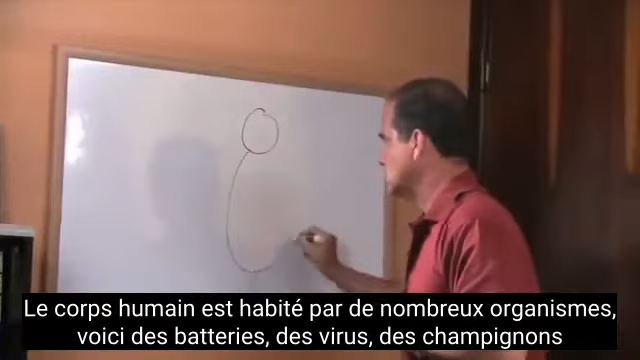 Le corps humain est habité par de nombreux organismes,
voici des batteries, des virus, des champignons